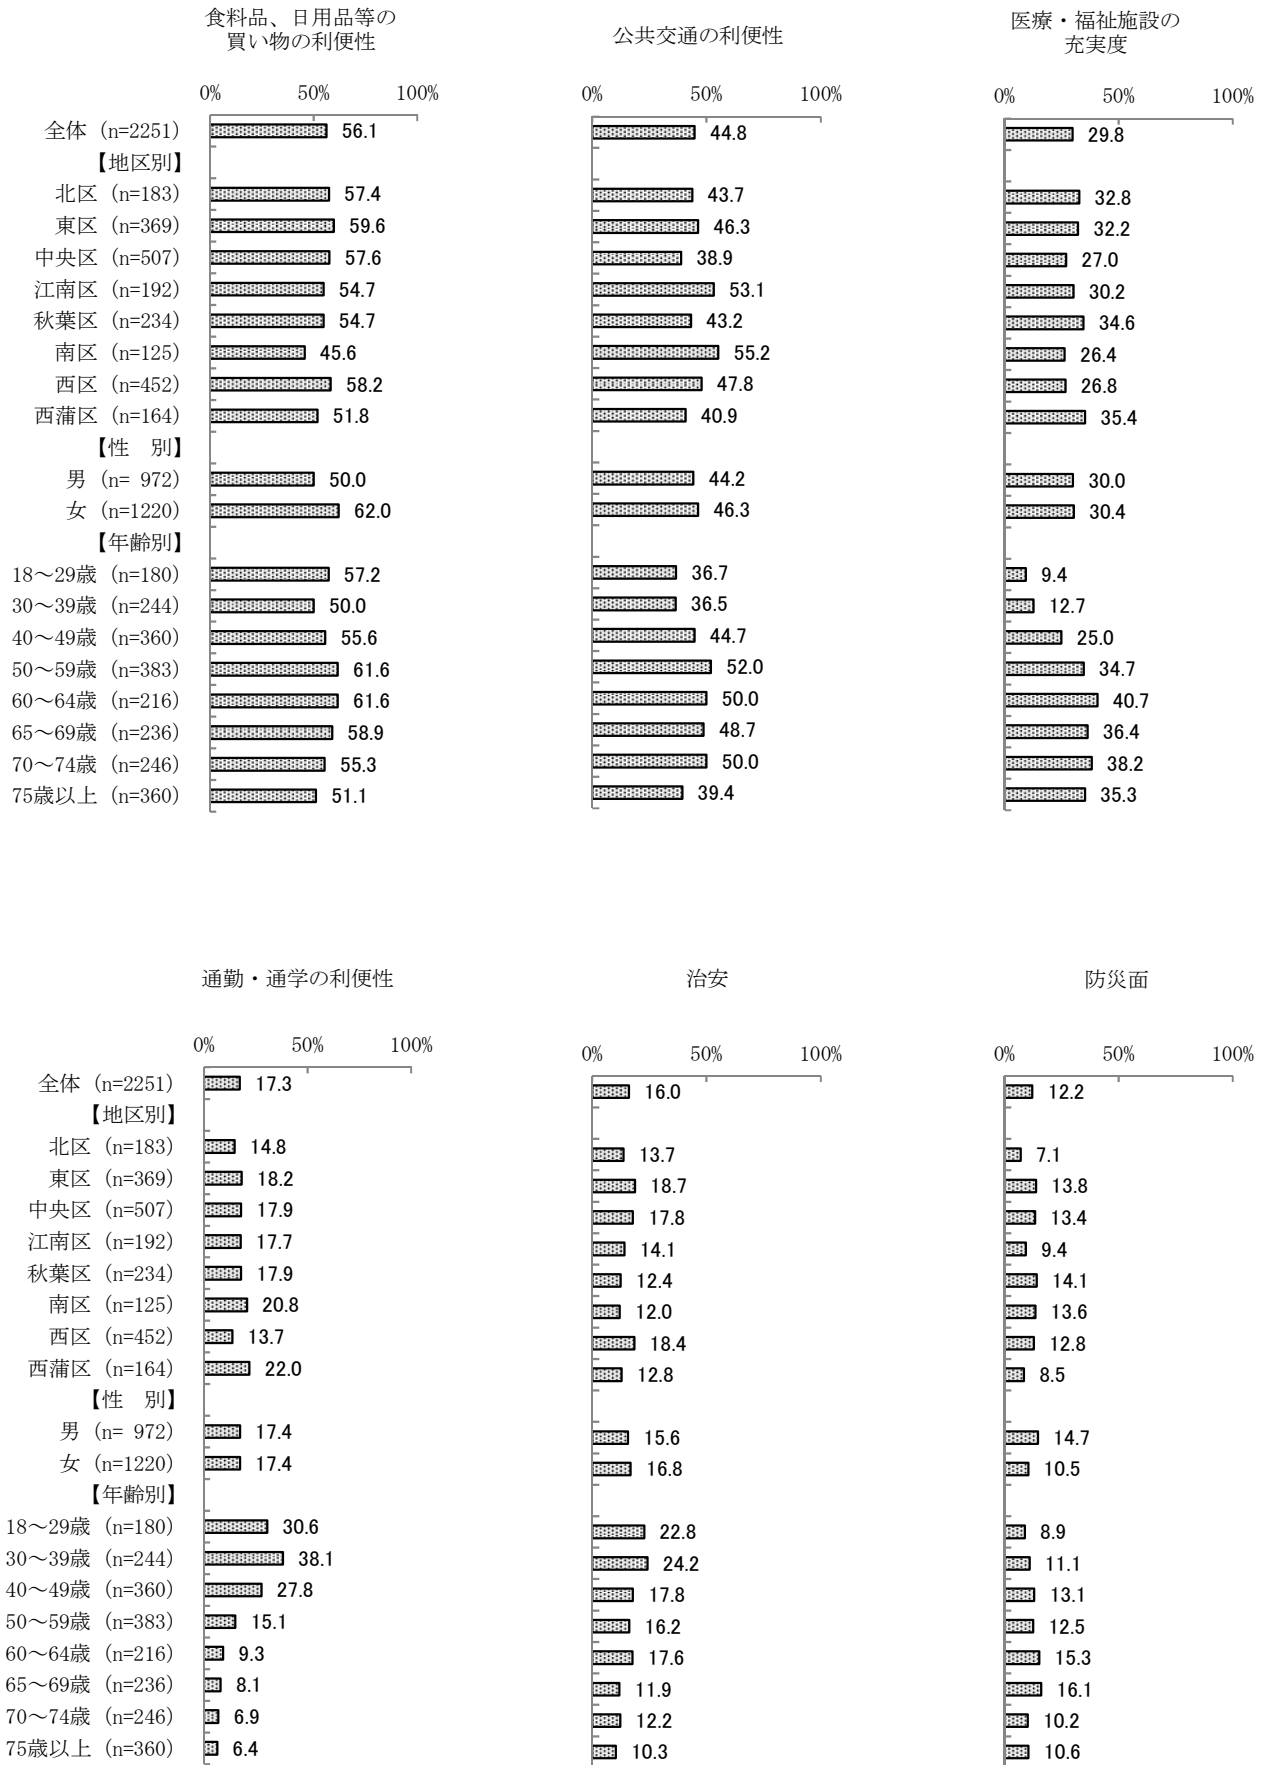 食料品、日用品等の
買い物の利便性
0% 50% 100%
全体 (n=2251) 56.1
【地区別】
北区 (n=183) 57.4
東区 (n=369) 59.6
中央区 (n=507) 57.6
江南区 (n=192) 54.7
秋葉区 (n=234) 54.7
南区 (n=125) 45.6
西区 (n=452) 58.2
西蒲区 (n=164) 51.8
【性　別】
男 (n= 972) 50.0
女 (n=1220) 62.0
【年齢別】
18～29歳 (n=180) 57.2
30～39歳 (n=244) 50.0
40～49歳 (n=360) 55.6
50～59歳 (n=383) 61.6
60～64歳 (n=216) 61.6
65～69歳 (n=236) 58.9
70～74歳 (n=246) 55.3
75歳以上 (n=360) 51.1
公共交通の利便性
0% 50% 100%
44.8
43.7
46.3
38.9
53.1
43.2
55.2
47.8
40.9
44.2
46.3
36.7
36.5
44.7
52.0
50.0
48.7
50.0
39.4
医療・福祉施設の
充実度
0% 50% 100%
29.8
32.8
32.2
27.0
30.2
34.6
26.4
26.8
35.4
30.0
30.4
9.4
12.7
25.0
34.7
40.7
36.4
38.2
35.3
通勤・通学の利便性
0% 50% 100%
全体 (n=2251) 17.3
【地区別】
北区 (n=183) 14.8
東区 (n=369) 18.2
中央区 (n=507) 17.9
江南区 (n=192) 17.7
秋葉区 (n=234) 17.9
南区 (n=125) 20.8
西区 (n=452) 13.7
西蒲区 (n=164) 22.0
【性　別】
男 (n= 972) 17.4
女 (n=1220) 17.4
【年齢別】
18～29歳 (n=180) 30.6
30～39歳 (n=244) 38.1
40～49歳 (n=360) 27.8
50～59歳 (n=383) 15.1
60～64歳 (n=216) 9.3
65～69歳 (n=236) 8.1
70～74歳 (n=246) 6.9
75歳以上 (n=360) 6.4
治安
0% 50% 100%
16.0
13.7
18.7
17.8
14.1
12.4
12.0
18.4
12.8
15.6
16.8
22.8
24.2
17.8
16.2
17.6
11.9
12.2
10.3
防災面
0% 50% 100%
12.2
7.1
13.8
13.4
9.4
14.1
13.6
12.8
8.5
14.7
10.5
8.9
11.1
13.1
12.5
15.3
16.1
10.2
10.6